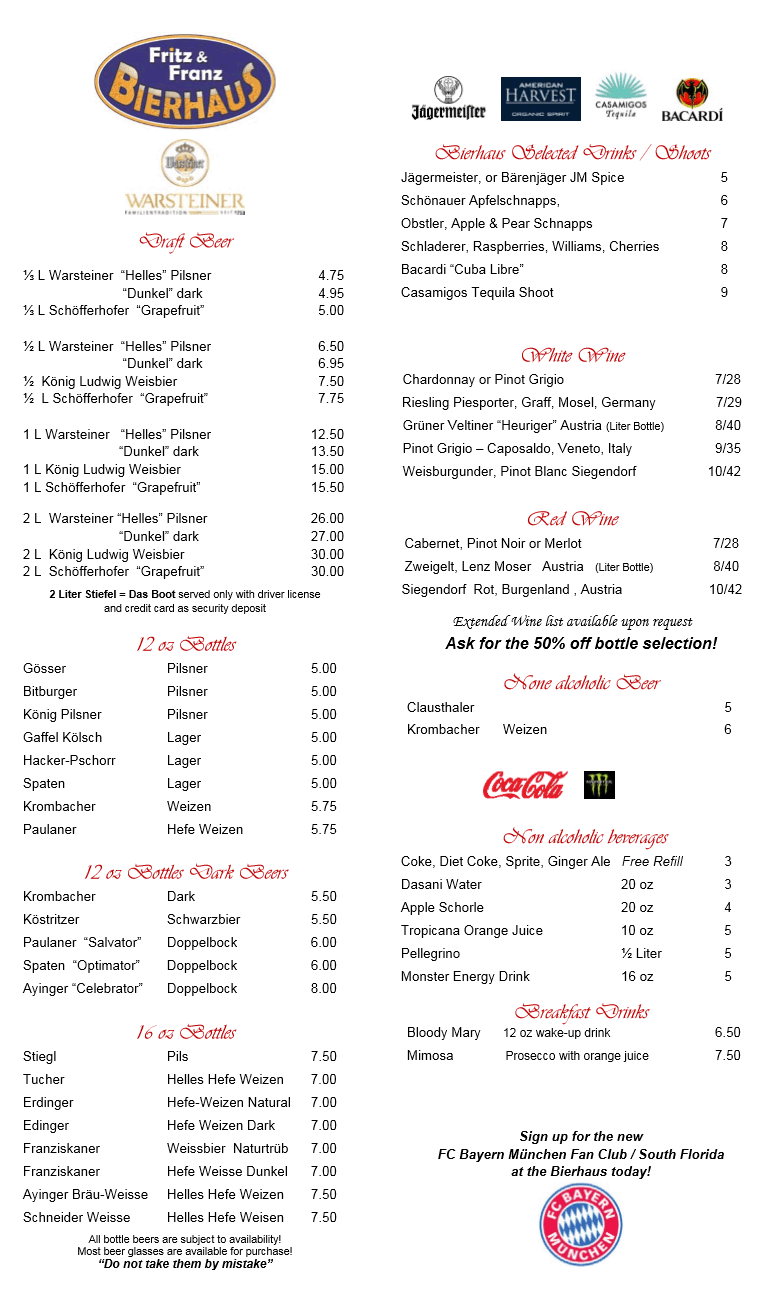 Fritz &
Franz
BIERHAUS
Warsteiner
WARSTEINER
FAMILIENTRADITION SEIT 1753
Draft Beer
⅓ L Warsteiner “Helles” Pilsner 4.75
“Dunkel” dark 4.95
⅓ L Schöfferhofer “Grapefruit” 5.00
½ L Warsteiner “Helles” Pilsner 6.50
“Dunkel” dark 6.95
½ König Ludwig Weisbier 7.50
½ L Schöfferhofer “Grapefruit” 7.75
1 L Warsteiner “Helles” Pilsner 12.50
“Dunkel” dark 13.50
1 L König Ludwig Weisbier 15.00
1 L Schöfferhofer “Grapefruit” 15.50
2 L Warsteiner “Helles” Pilsner 26.00
“Dunkel” dark 27.00
2 L König Ludwig Weisbier 30.00
2 L Schöfferhofer “Grapefruit” 30.00
2 Liter Stiefel = Das Boot served only with driver license
and credit card as security deposit
12 oz Bottles
Gösser Pilsner 5.00
Bitburger Pilsner 5.00
König Pilsner Pilsner 5.00
Gaffel Kölsch Lager 5.00
Hacker-Pschorr Lager 5.00
Spaten Lager 5.00
Krombacher Weizen 5.75
Paulaner Hefe Weizen 5.75
12 oz Bottles Dark Beers
Krombacher Dark 5.50
Köstritzer Schwarzbier 5.50
Paulaner “Salvator” Doppelbock 6.00
Spaten “Optimator” Doppelbock 6.00
Ayinger “Celebrator” Doppelbock 8.00
16 oz Bottles
Stiegl Pils 7.50
Tucher Helles Hefe Weizen 7.00
Erdinger Hefe-Weizen Natural 7.00
Edinger Hefe Weizen Dark 7.00
Franziskaner Weissbier Naturtrüb 7.00
Franziskaner Hefe Weisse Dunkel 7.00
Ayinger Bräu-Weisse Helles Hefe Weizen 7.50
Schneider Weisse Helles Hefe Weisen 7.50
All bottle beers are subject to availability!
Most beer glasses are available for purchase!
“Do not take them by mistake”
Jägermeister
AMERICAN
HARVEST
ORGANIC SPIRIT
CASAMIGOS
Tequila
BACARDÍ
Bierhaus Selected Drinks / Shoots
Jägermeister, or Bärenjäger JM Spice 5
Schönauer Apfelschnapps, 6
Obstler, Apple & Pear Schnapps 7
Schladerer, Raspberries, Williams, Cherries 8
Bacardi “Cuba Libre” 8
Casamigos Tequila Shoot 9
White Wine
Chardonnay or Pinot Grigio 7/28
Riesling Piesporter, Graff, Mosel, Germany 7/29
Grüner Veltiner “Heuriger” Austria (Liter Bottle) 8/40
Pinot Grigio – Caposaldo, Veneto, Italy 9/35
Weisburgunder, Pinot Blanc Siegendorf 10/42
Red Wine
Cabernet, Pinot Noir or Merlot 7/28
Zweigelt, Lenz Moser Austria (Liter Bottle) 8/40
Siegendorf Rot, Burgenland , Austria 10/42
Extended Wine list available upon request
Ask for the 50% off bottle selection!
None alcoholic Beer
Clausthaler 5
Krombacher Weizen 6
Coca-Cola
MONSTER
Non alcoholic beverages
Coke, Diet Coke, Sprite, Ginger Ale Free Refill 3
Dasani Water 20 oz 3
Apple Schorle 20 oz 4
Tropicana Orange Juice 10 oz 5
Pellegrino ½ Liter 5
Monster Energy Drink 16 oz 5
Breakfast Drinks
Bloody Mary 12 oz wake-up drink 6.50
Mimosa Prosecco with orange juice 7.50
Sign up for the new
FC Bayern München Fan Club / South Florida
at the Bierhaus today!
FC BAYERN
MÜNCHEN